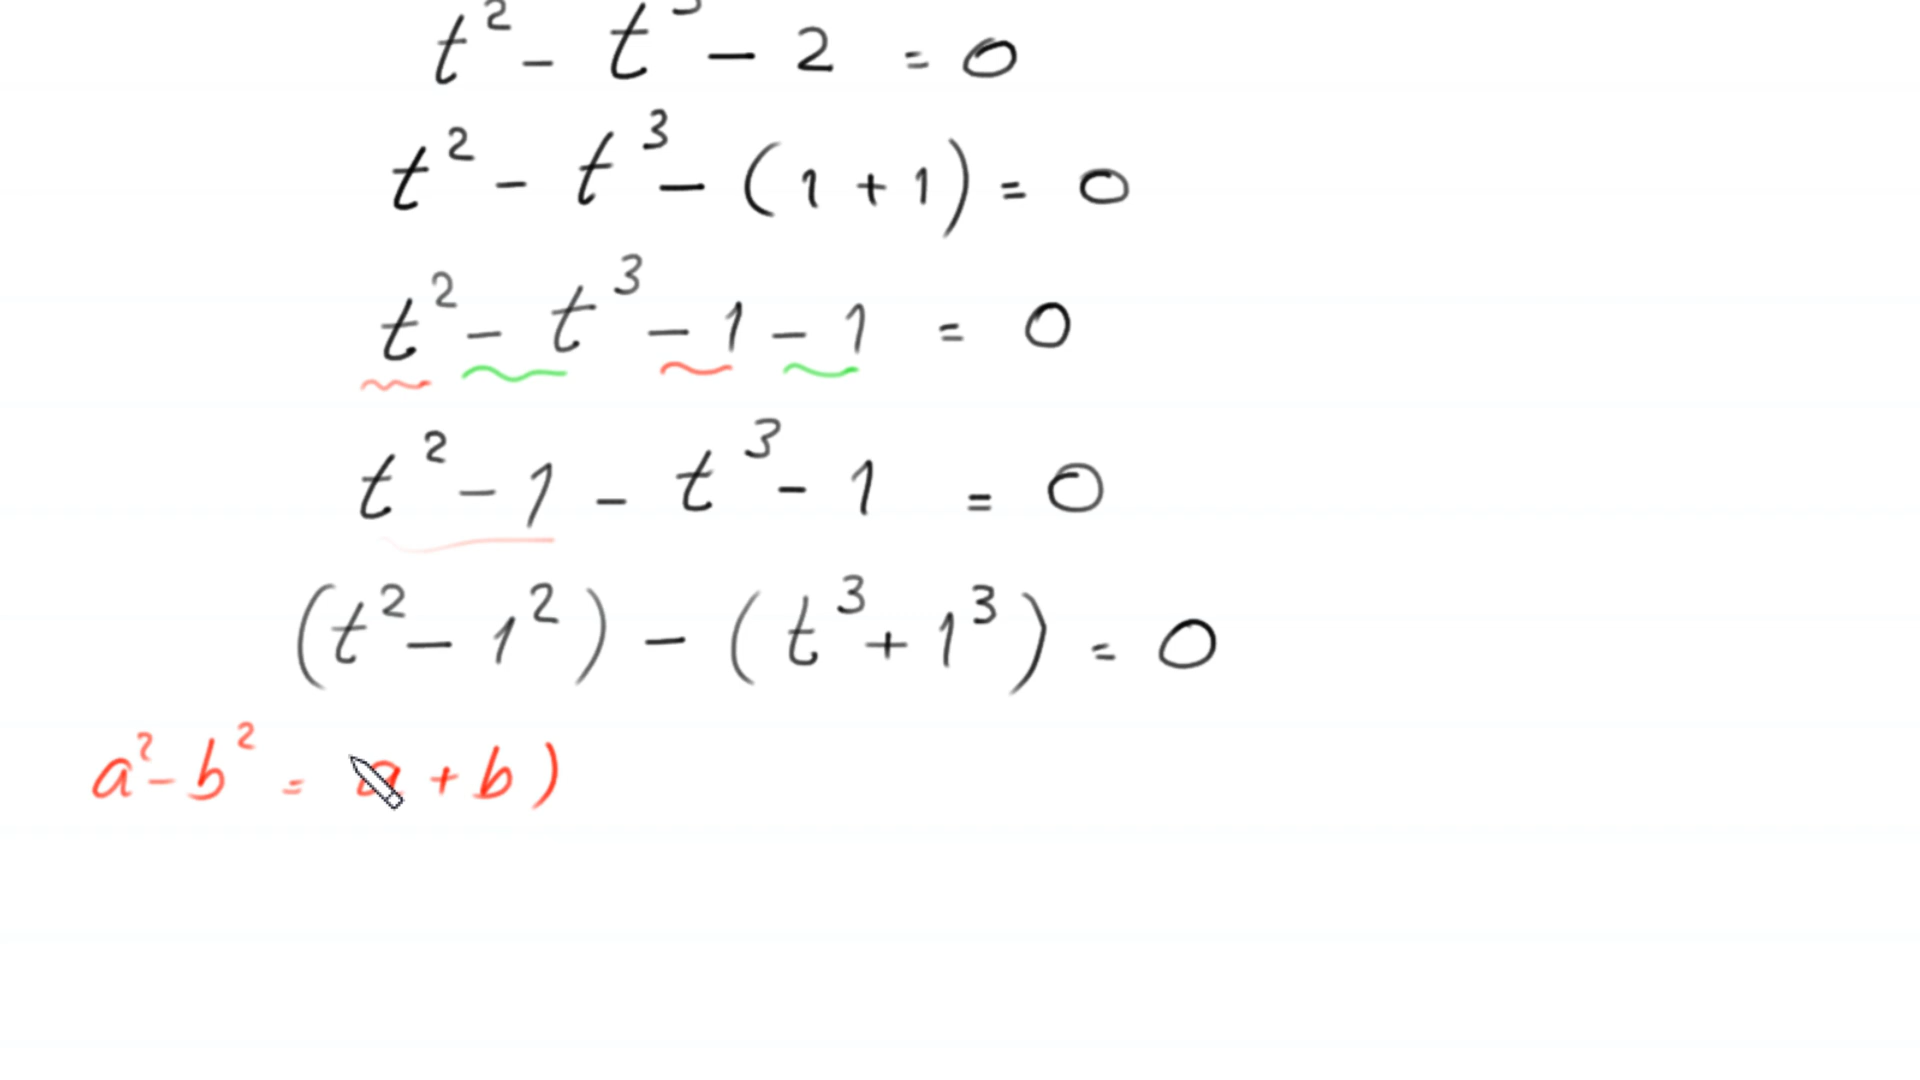 t² - t³ - 2 = 0
t² - t³ - (1 + 1) = 0
t² - t³ - 1 - 1 = 0
t² - 1 - t³ - 1 = 0
(t² - 1²) - (t³ + 1³) = 0
a² - b² = a + b)